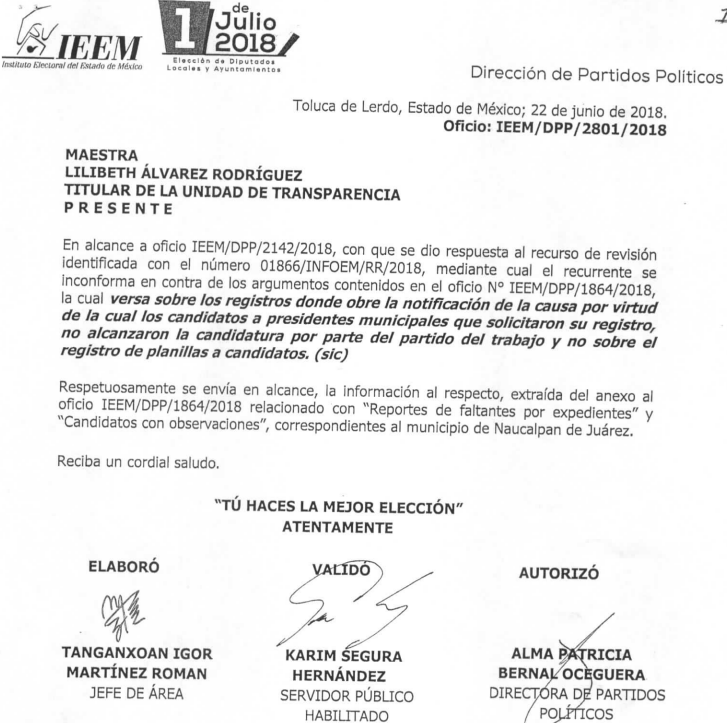 IEEM
Instituto Electoral del Estado de México
1 de
Julio
2018
Elección de Diputados
Locales y Ayuntamientos
1
Dirección de Partidos Políticos
Toluca de Lerdo, Estado de México; 22 de junio de 2018.
Oficio: IEEM/DPP/2801/2018
MAESTRA
LILIBETH ÁLVAREZ RODRÍGUEZ
TITULAR DE LA UNIDAD DE TRANSPARENCIA
P R E S E N T E
En alcance a oficio IEEM/DPP/2142/2018, con que se dio respuesta al recurso de revisión
identificada con el número 01866/INFOEM/RR/2018, mediante cual el recurrente se
inconforma en contra de los argumentos contenidos en el oficio N° IEEM/DPP/1864/2018,
la cual versa sobre los registros donde obre la notificación de la causa por virtud
de la cual los candidatos a presidentes municipales que solicitaron su registro,
no alcanzaron la candidatura por parte del partido del trabajo y no sobre el
registro de planillas a candidatos. (sic)
Respetuosamente se envía en alcance, la información al respecto, extraída del anexo al
oficio IEEM/DPP/1864/2018 relacionado con “Reportes de faltantes por expedientes” y
“Candidatos con observaciones”, correspondientes al municipio de Naucalpan de Juárez.
Reciba un cordial saludo.
“TÚ HACES LA MEJOR ELECCIÓN”
ATENTAMENTE
ELABORÓ
TANGANXOAN IGOR
MARTÍNEZ ROMAN
JEFE DE ÁREA
VALIDÓ
KARIM SEGURA
HERNÁNDEZ
SERVIDOR PÚBLICO
HABILITADO
AUTORIZÓ
ALMA PATRICIA
BERNAL OCEGUERA
DIRECTORA DE PARTIDOS
POLÍTICOS